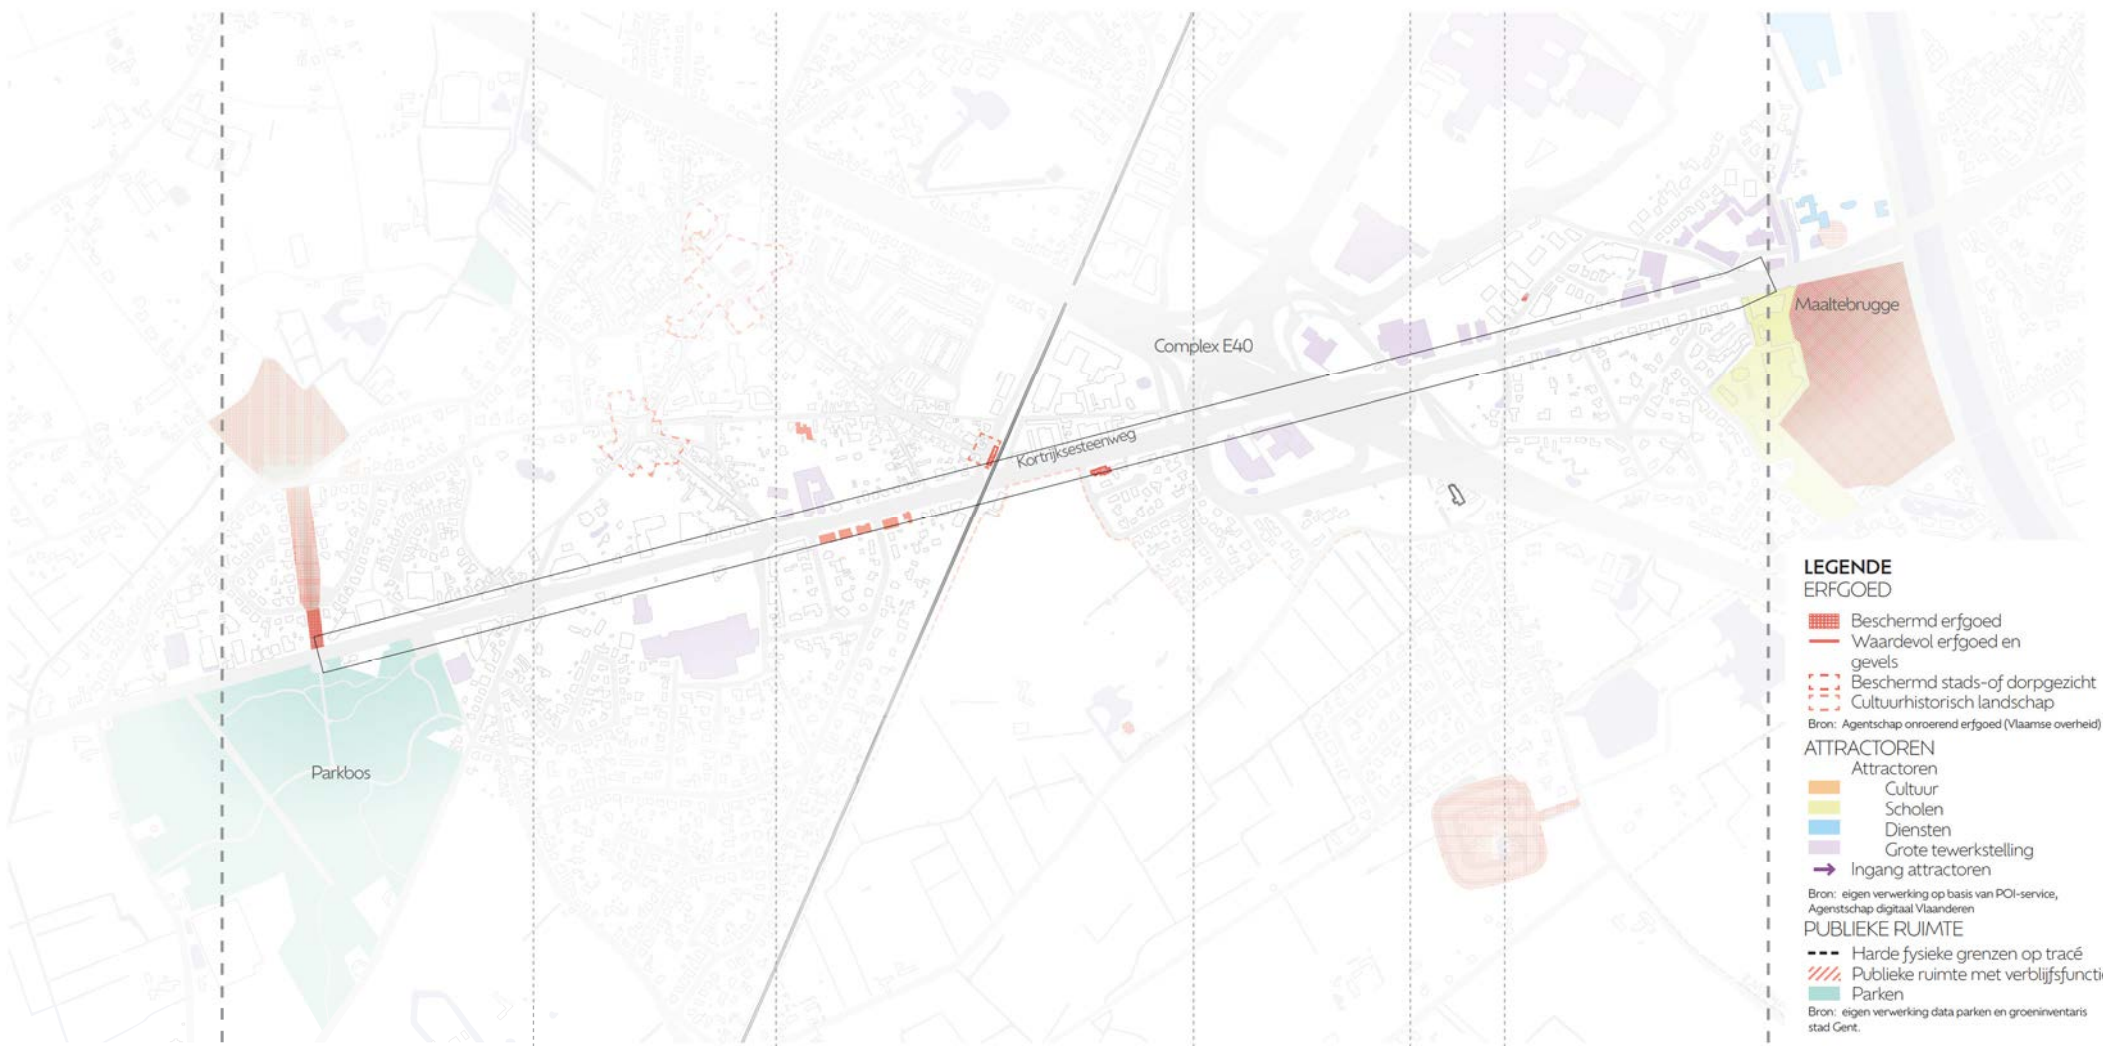 Maaltebrugge
Complex E40
Kortrijksesteenweg
Parkbos
LEGENDE
ERFGOED
Beschermd erfgoed
Waardevol erfgoed en
gevels
Beschermd stads-of dorpgezicht
Cultuurhistorisch landschap
Bron: Agentschap onroerend erfgoed (Vlaamse overheid)
ATTRACTOREN
Attractoren
Cultuur
Scholen
Diensten
Grote tewerkstelling
Ingang attractoren
Bron: eigen verwerking op basis van POI-service,
Agenstschap digitaal Vlaanderen
PUBLIEKE RUIMTE
Harde fysieke grenzen op tracé
Publieke ruimte met verblijfsfuncti
Parken
Bron: eigen verwerking data parken en groeninventaris
stad Gent.